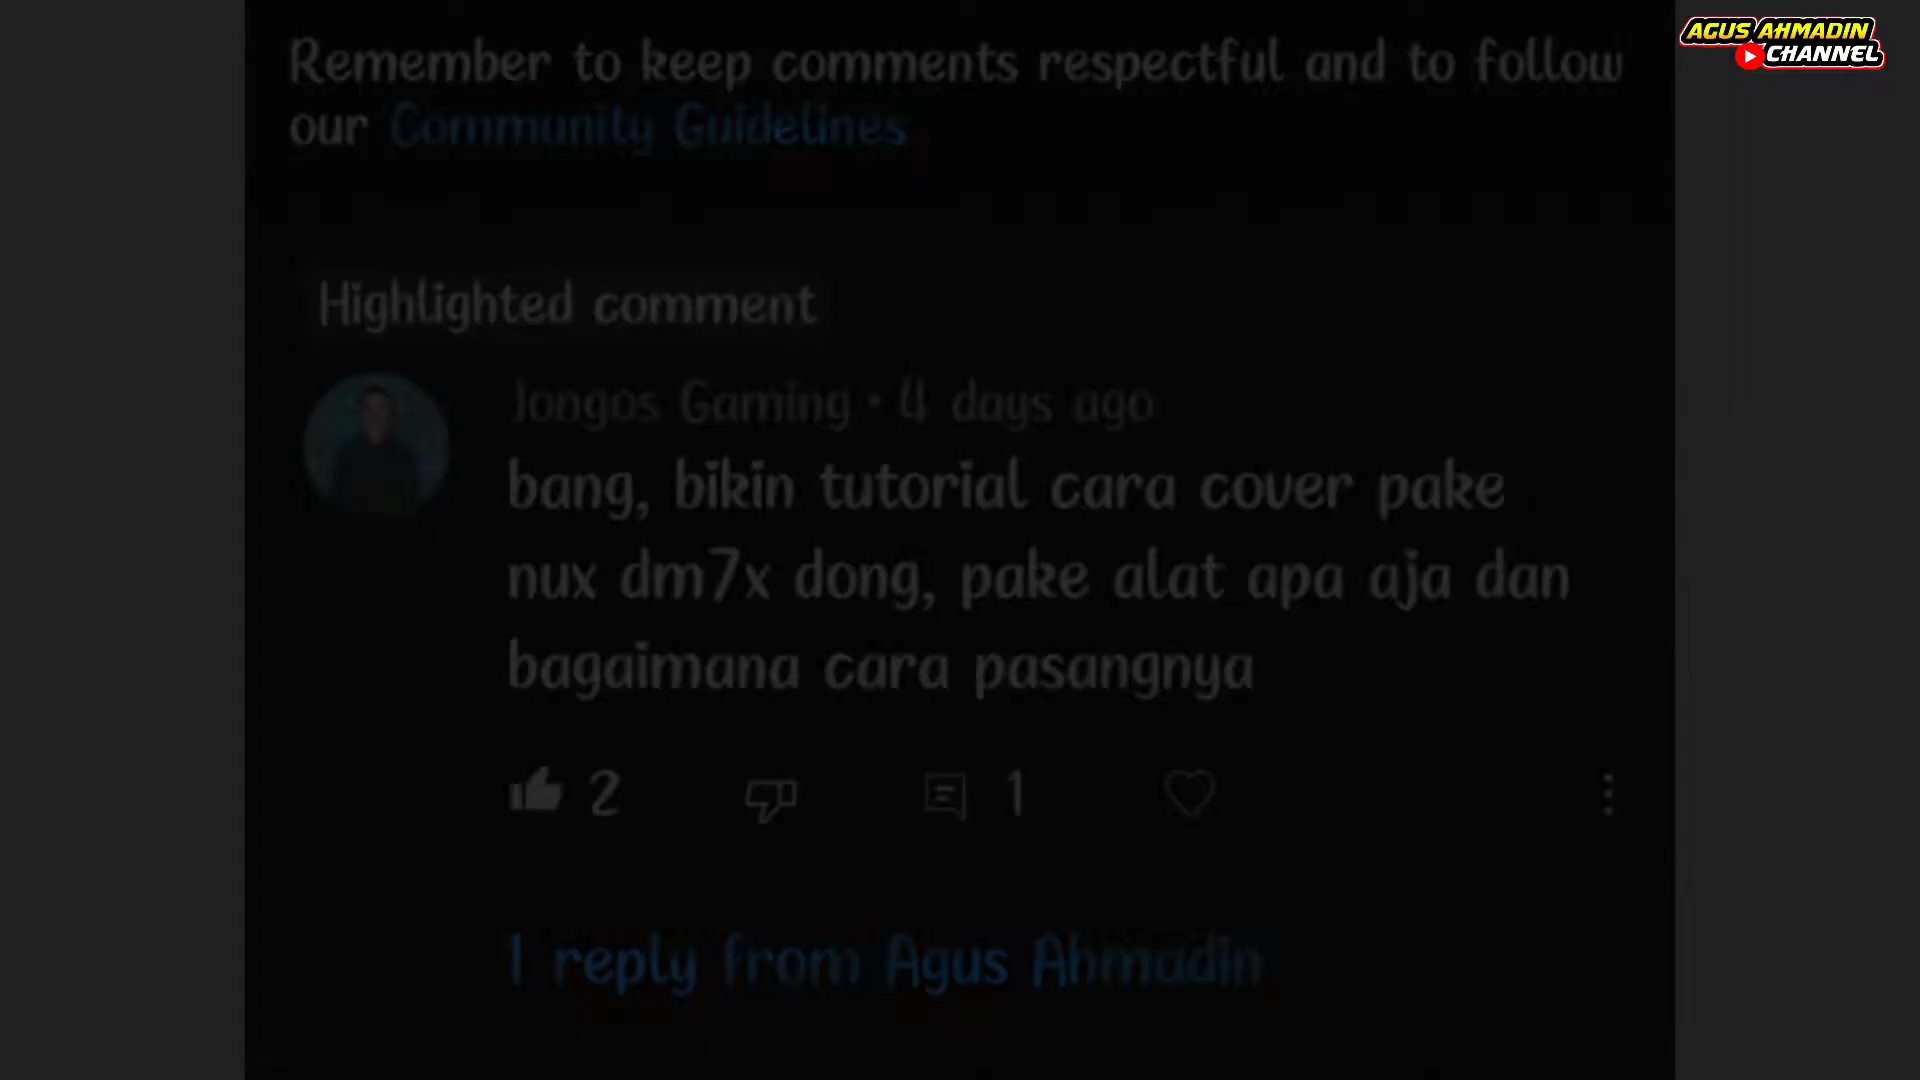 AGUS AHMADIN
CHANNEL
Remember to keep comments respectful and to follow
our Community Guidelines
Highlighted comment
Jongos Gaming • 4 days ago
bang, bikin tutorial cara cover pake
nux dm7x dong, pake alat apa aja dan
bagaimana cara pasangnya
2 1
1 reply from Agus Ahmadin